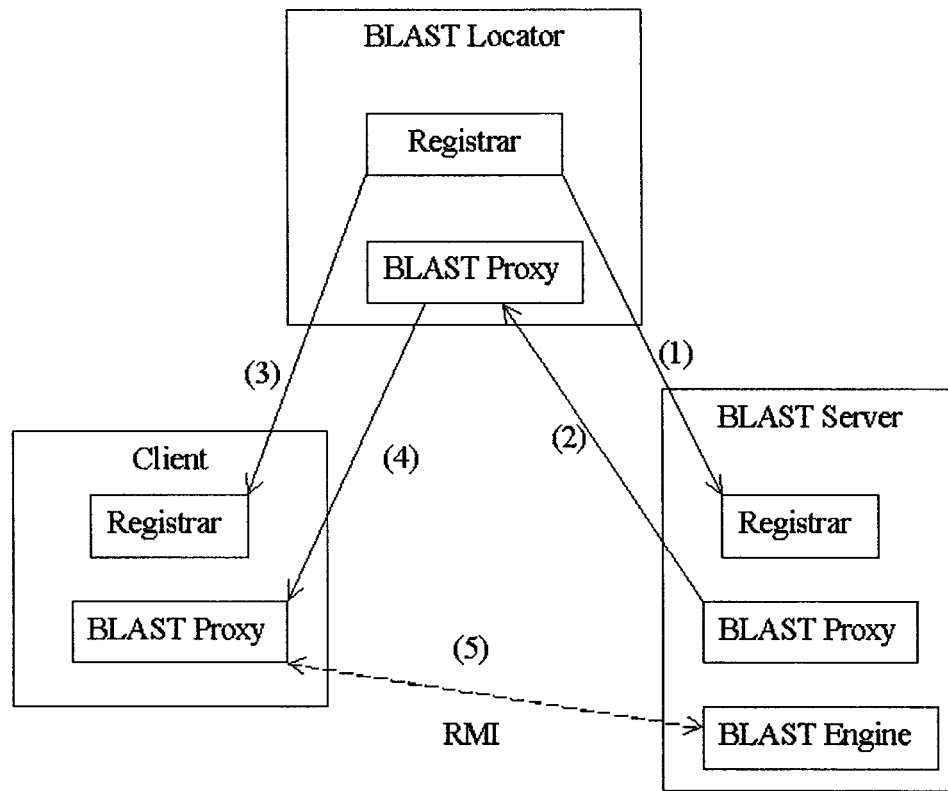 BLAST Locator
Registrar
BLAST Proxy
(3)
(1)
(4)
(2)
Client
Registrar
BLAST Proxy
BLAST Server
Registrar
BLAST Proxy
BLAST Engine
(5)
RMI